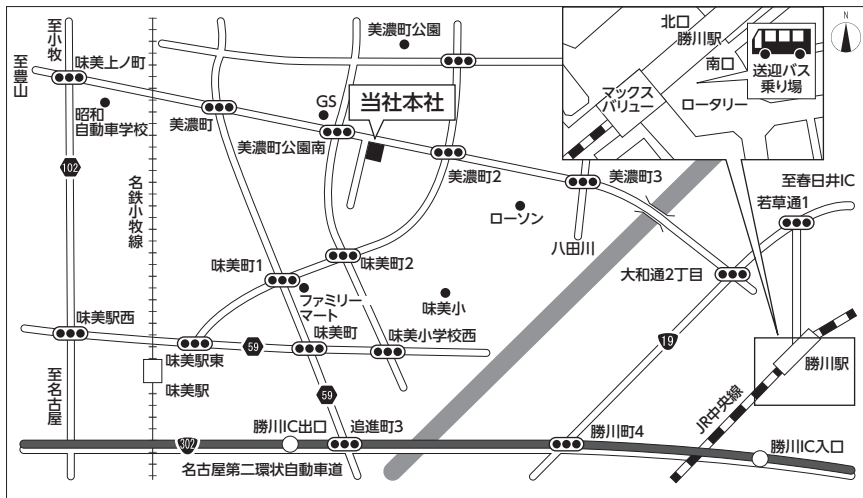 至小牧
至豊山
味美上ノ町
昭和
自動車学校
102
名鉄小牧線
美濃町公園
美濃町
GS
当社本社
美濃町公園南
美濃町2
美濃町3
ローソン
八田川
北口
勝川駅
南口
マックス
バリュー
ロータリー
送迎バス
乗り場
N
至春日井IC
若草通1
大和通2丁目
味美町1
味美町2
ファミリー
マート
味美小
味美駅西
味美駅東
59
味美町
味美小学校西
味美駅
至名古屋
59
19
勝川駅
JR中央線
302
勝川IC出口
追進町3
勝川町4
勝川IC入口
名古屋第二環状自動車道